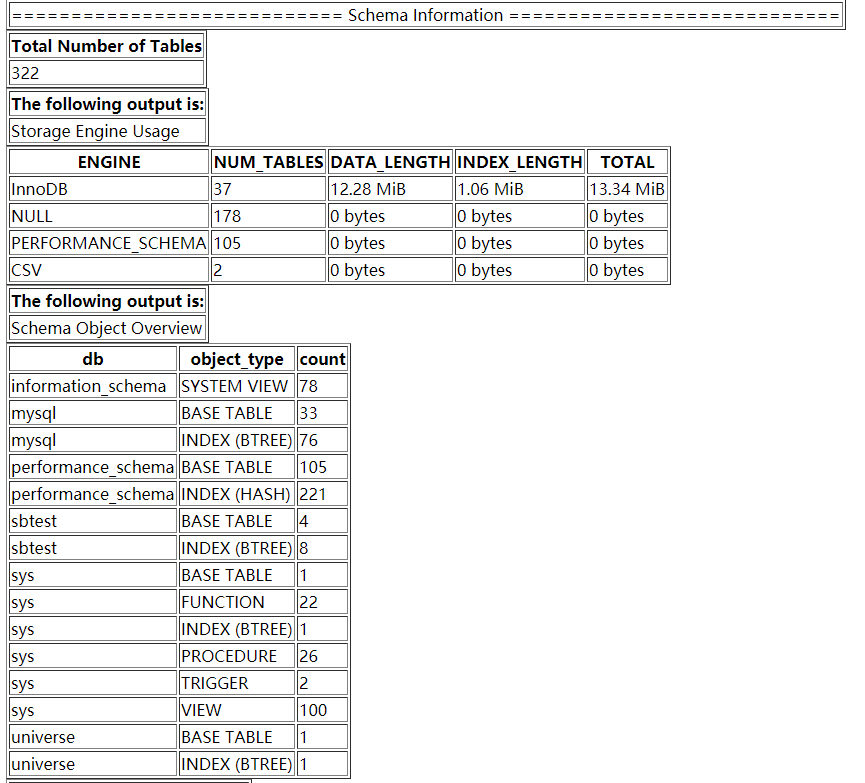 ============================ Schema Information ============================
Total Number of Tables
322
The following output is:
Storage Engine Usage
ENGINE NUM_TABLES DATA_LENGTH INDEX_LENGTH TOTAL
InnoDB 37 12.28 MiB 1.06 MiB 13.34 MiB
NULL 178 0 bytes 0 bytes 0 bytes
PERFORMANCE_SCHEMA 105 0 bytes 0 bytes 0 bytes
CSV 2 0 bytes 0 bytes 0 bytes
The following output is:
Schema Object Overview
db object_type count
information_schema SYSTEM VIEW 78
mysql BASE TABLE 33
mysql INDEX (BTREE) 76
performance_schema BASE TABLE 105
performance_schema INDEX (HASH) 221
sbtest BASE TABLE 4
sbtest INDEX (BTREE) 8
sys BASE TABLE 1
sys FUNCTION 22
sys INDEX (BTREE) 1
sys PROCEDURE 26
sys TRIGGER 2
sys VIEW 100
universe BASE TABLE 1
universe INDEX (BTREE) 1